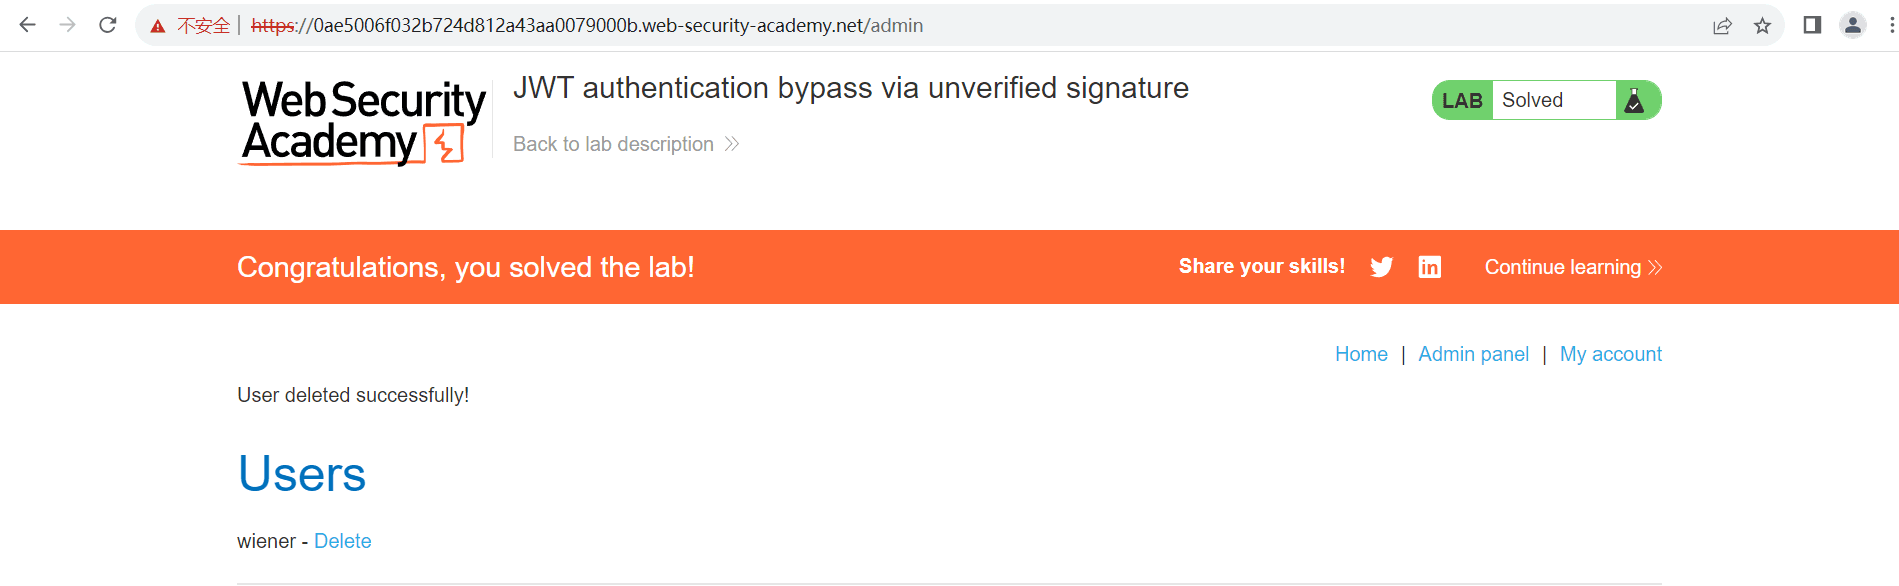 不安全 | https://0ae5006f032b724d812a43aa0079000b.web-security-academy.net/admin
Web Security
Academy
JWT authentication bypass via unverified signature
Back to lab description
LAB Solved
Congratulations, you solved the lab!
Share your skills! in Continue learning
Home | Admin panel | My account
User deleted successfully!
Users
wiener - Delete